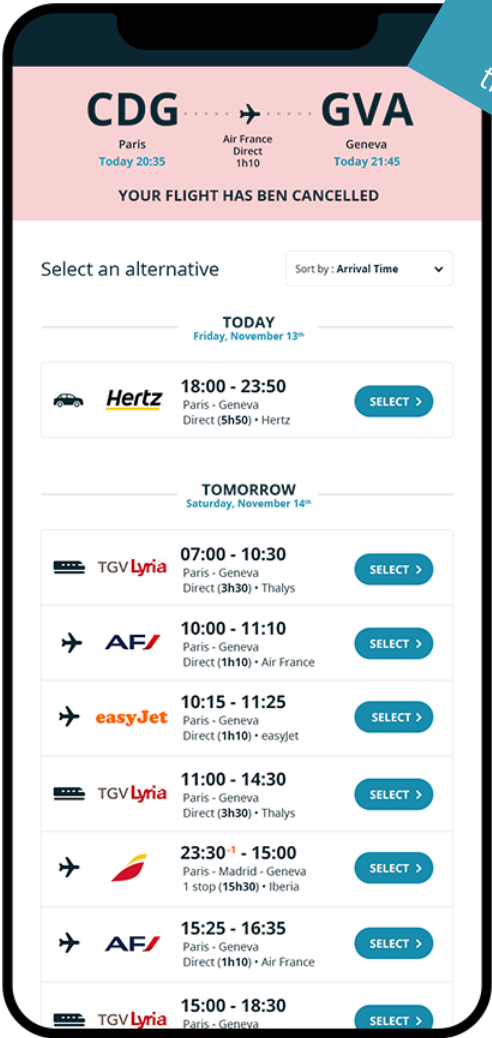 CDG GVA
Paris
Today 20:35
Air France
Direct
1h10
Geneva
Today 21:45
YOUR FLIGHT HAS BEN CANCELLED
Select an alternative
Sort by : Arrival Time
TODAY
Friday, November 13th
Hertz
18:00 - 23:50
Paris - Geneva
Direct (5h50) • Hertz
SELECT >
TOMORROW
Saturday, November 14th
TGV Lyria
07:00 - 10:30
Paris - Geneva
Direct (3h30) • Thalys
SELECT >
AF
10:00 - 11:10
Paris - Geneva
Direct (1h10) • Air France
SELECT >
easyJet
10:15 - 11:25
Paris - Geneva
Direct (1h10) • easyJet
SELECT >
TGV Lyria
11:00 - 14:30
Paris - Geneva
Direct (3h30) • Thalys
SELECT >
23:30-1 - 15:00
Paris - Madrid - Geneva
1 stop (15h30) • Iberia
SELECT >
AF
15:25 - 16:35
Paris - Geneva
Direct (1h10) • Air France
SELECT >
TGV Lyria
15:00 - 18:30
Paris - Geneva
SELECT >